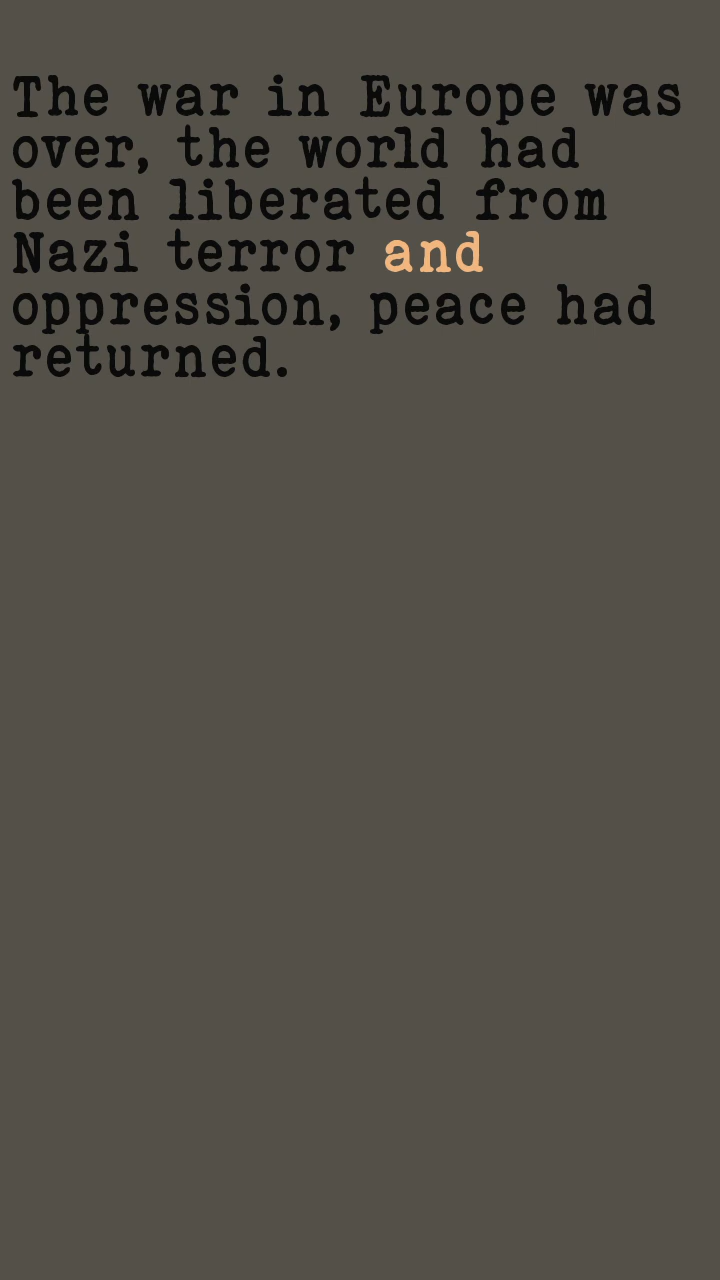 The war in Europe was
over, the world had
been liberated from
Nazi terror and
oppression, peace had
returned.